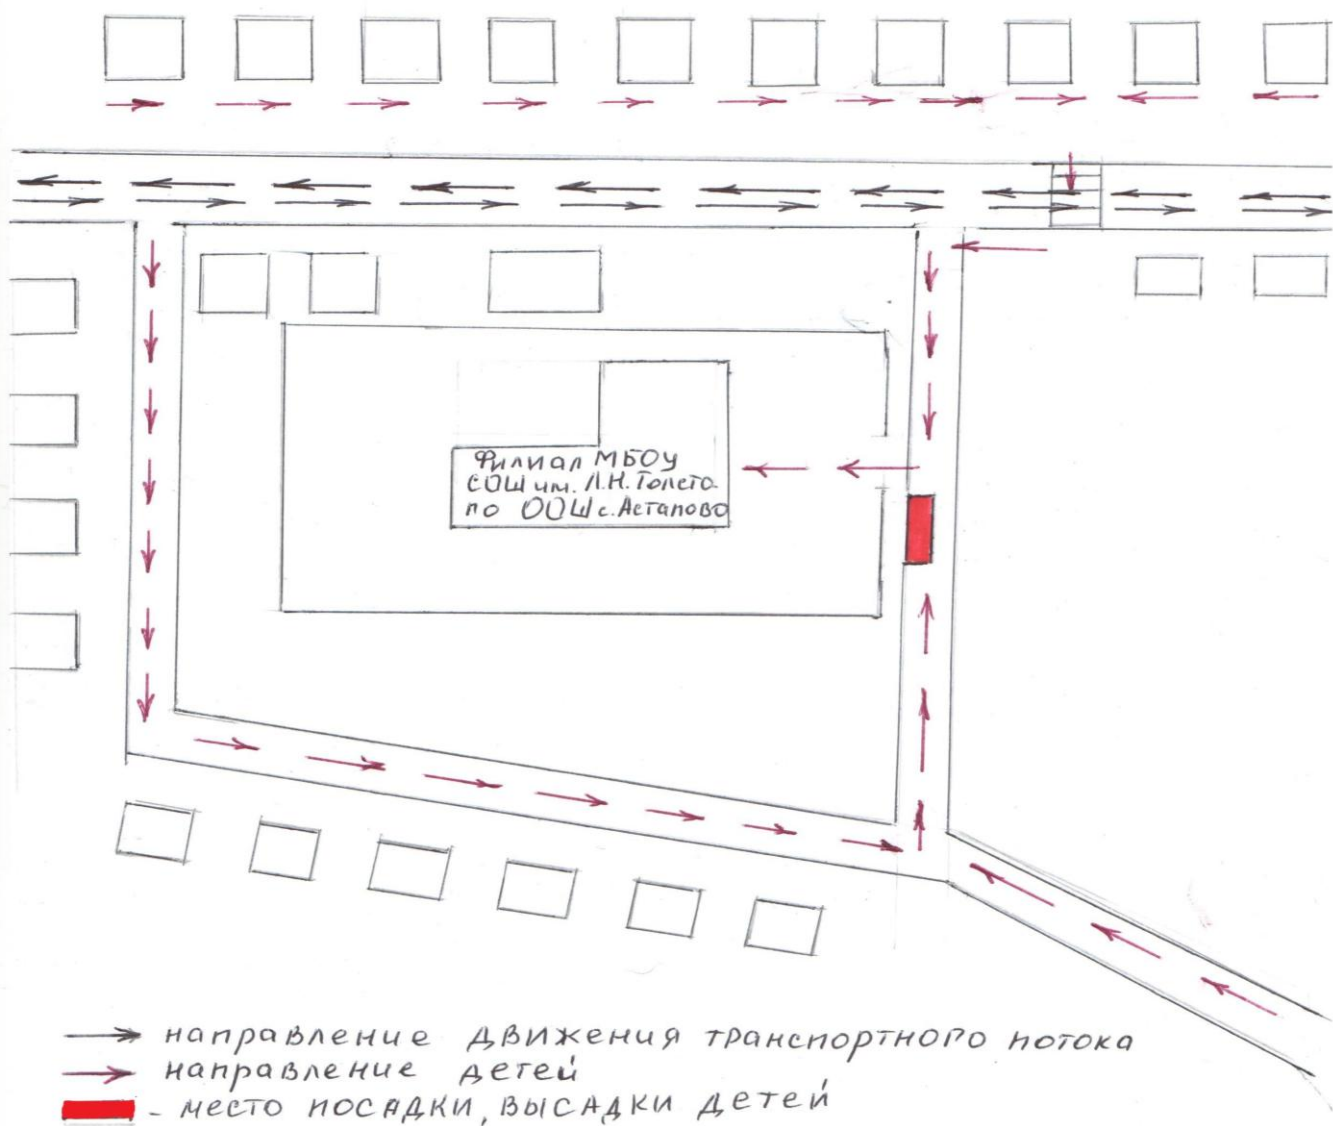 Филиал МБОУ
СОШ им. Л.Н. Толсто
по ООШ с. Астапово
направление движения транспортного потока
направление детей
- место посадки, высадки детей